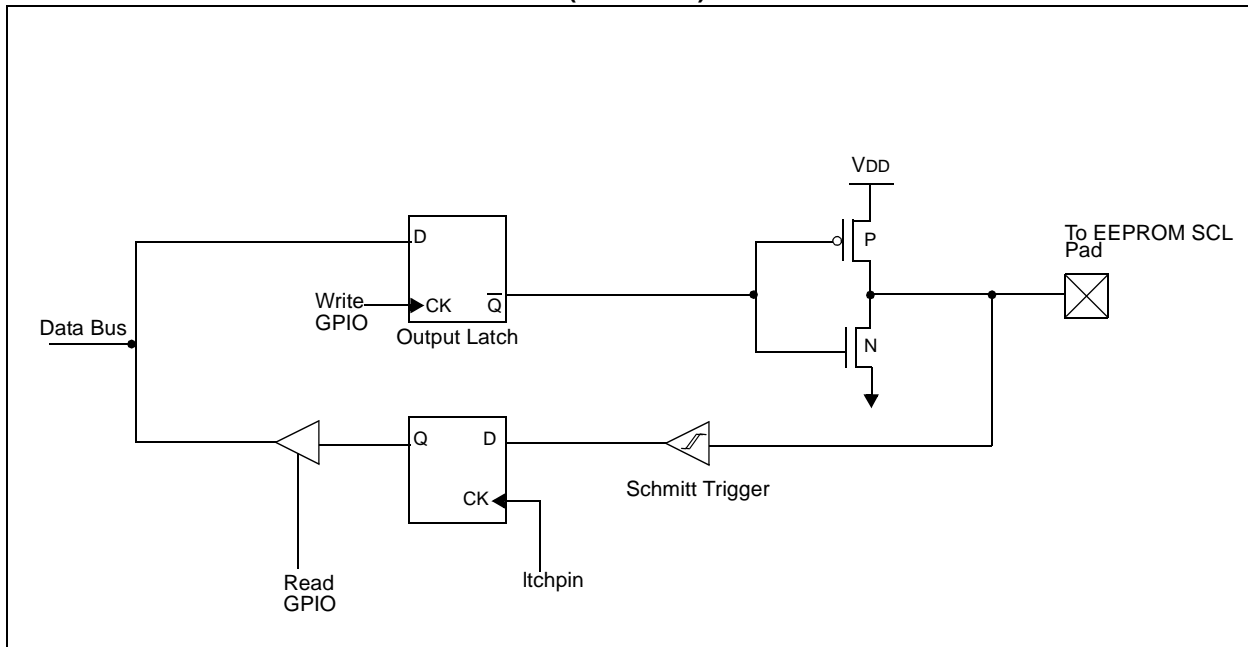 VDD
P
To EEPROM SCL
Pad
D
Write
GPIO
CK
Q
Output Latch
Data Bus
N
Q
D
Schmitt Trigger
CK
Read
GPIO
ltchpin